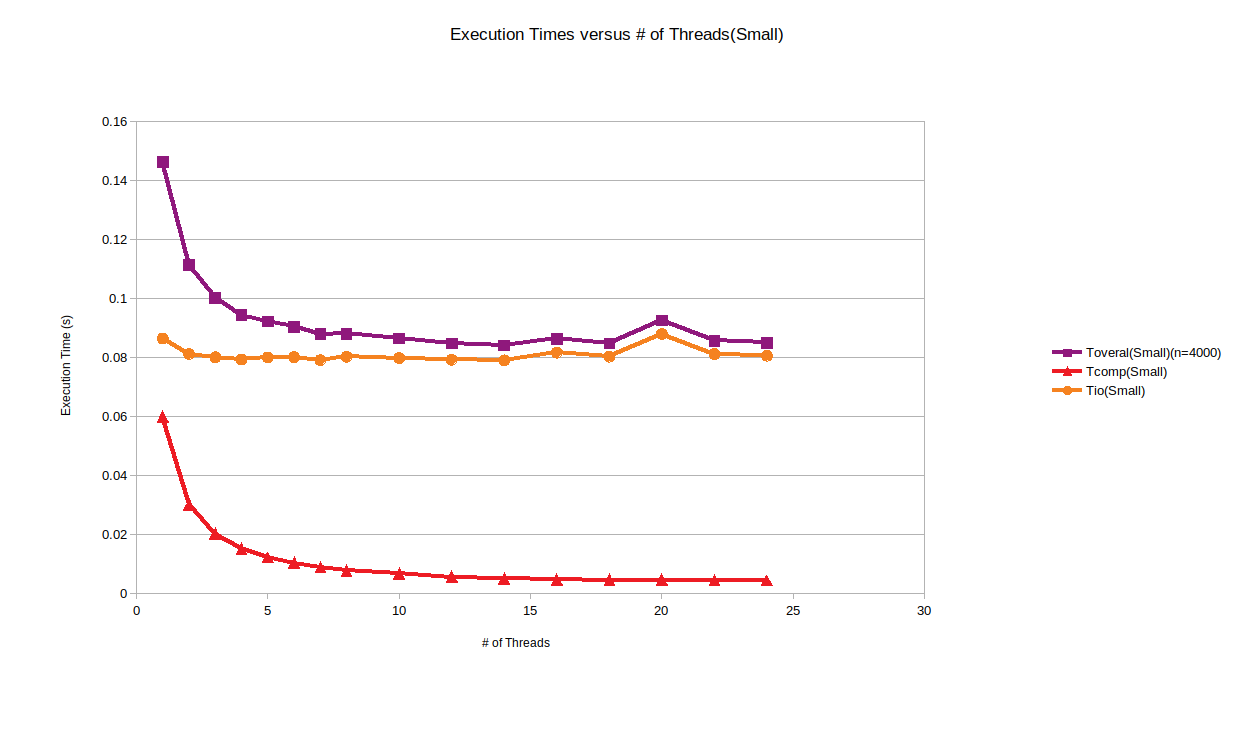 Execution Times versus # of Threads(Small)
0.16
0.14
0.12
0.1
0.08
0.06
0.04
0.02
0
Execution Time (s)
0 5 10 15 20 25 30
# of Threads
Toveral(Small)(n=4000)
Tcomp(Small)
Tio(Small)